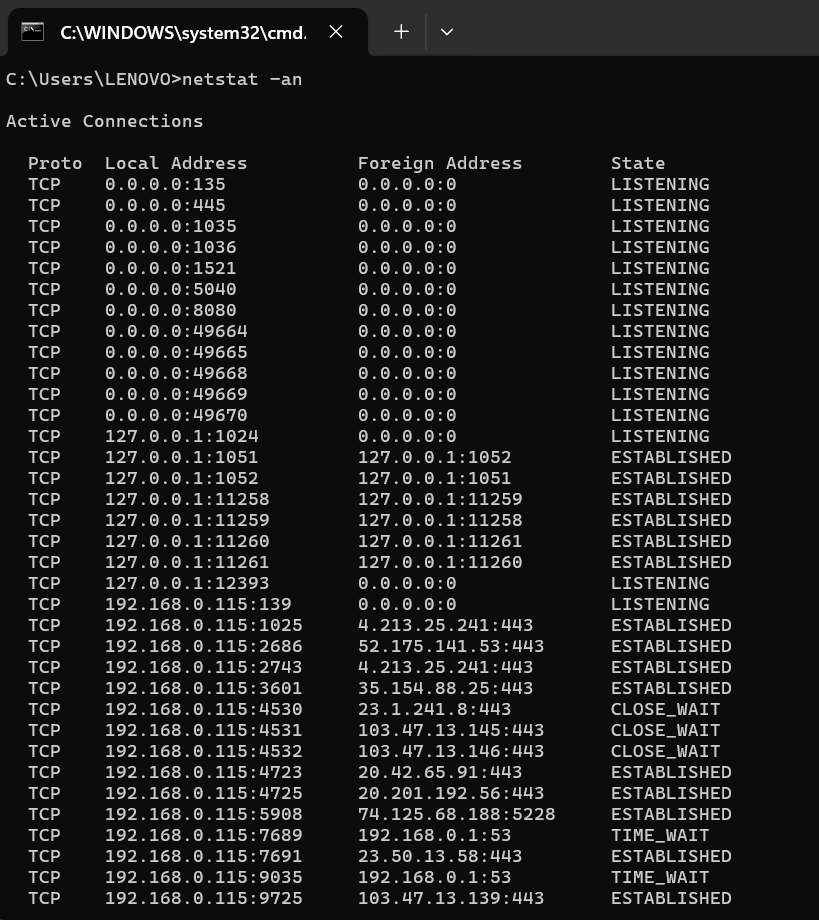 C:\WINDOWS\system32\cmd.
C:\Users\LENOVO>netstat -an
Active Connections
Proto  Local Address          Foreign Address        State
TCP    0.0.0.0:135            0.0.0.0:0              LISTENING
TCP    0.0.0.0:445            0.0.0.0:0              LISTENING
TCP    0.0.0.0:1035           0.0.0.0:0              LISTENING
TCP    0.0.0.0:1036           0.0.0.0:0              LISTENING
TCP    0.0.0.0:1521           0.0.0.0:0              LISTENING
TCP    0.0.0.0:5040           0.0.0.0:0              LISTENING
TCP    0.0.0.0:8080           0.0.0.0:0              LISTENING
TCP    0.0.0.0:49664          0.0.0.0:0              LISTENING
TCP    0.0.0.0:49665          0.0.0.0:0              LISTENING
TCP    0.0.0.0:49668          0.0.0.0:0              LISTENING
TCP    0.0.0.0:49669          0.0.0.0:0              LISTENING
TCP    0.0.0.0:49670          0.0.0.0:0              LISTENING
TCP    127.0.0.1:1024         0.0.0.0:0              LISTENING
TCP    127.0.0.1:1051         127.0.0.1:1052         ESTABLISHED
TCP    127.0.0.1:1052         127.0.0.1:1051         ESTABLISHED
TCP    127.0.0.1:11258        127.0.0.1:11259        ESTABLISHED
TCP    127.0.0.1:11259        127.0.0.1:11258        ESTABLISHED
TCP    127.0.0.1:11260        127.0.0.1:11261        ESTABLISHED
TCP    127.0.0.1:11261        127.0.0.1:11260        ESTABLISHED
TCP    127.0.0.1:12393        0.0.0.0:0              LISTENING
TCP    192.168.0.115:139      0.0.0.0:0              LISTENING
TCP    192.168.0.115:1025     4.213.25.241:443       ESTABLISHED
TCP    192.168.0.115:2686     52.175.141.53:443      ESTABLISHED
TCP    192.168.0.115:2743     4.213.25.241:443       ESTABLISHED
TCP    192.168.0.115:3601     35.154.88.25:443       ESTABLISHED
TCP    192.168.0.115:4530     23.1.241.8:443         CLOSE_WAIT
TCP    192.168.0.115:4531     103.47.13.145:443      CLOSE_WAIT
TCP    192.168.0.115:4532     103.47.13.146:443      CLOSE_WAIT
TCP    192.168.0.115:4723     20.42.65.91:443        ESTABLISHED
TCP    192.168.0.115:4725     20.201.192.56:443      ESTABLISHED
TCP    192.168.0.115:5908     74.125.68.188:5228     ESTABLISHED
TCP    192.168.0.115:7689     192.168.0.1:53         TIME_WAIT
TCP    192.168.0.115:7691     23.50.13.58:443        ESTABLISHED
TCP    192.168.0.115:9035     192.168.0.1:53         TIME_WAIT
TCP    192.168.0.115:9725     103.47.13.139:443      ESTABLISHED